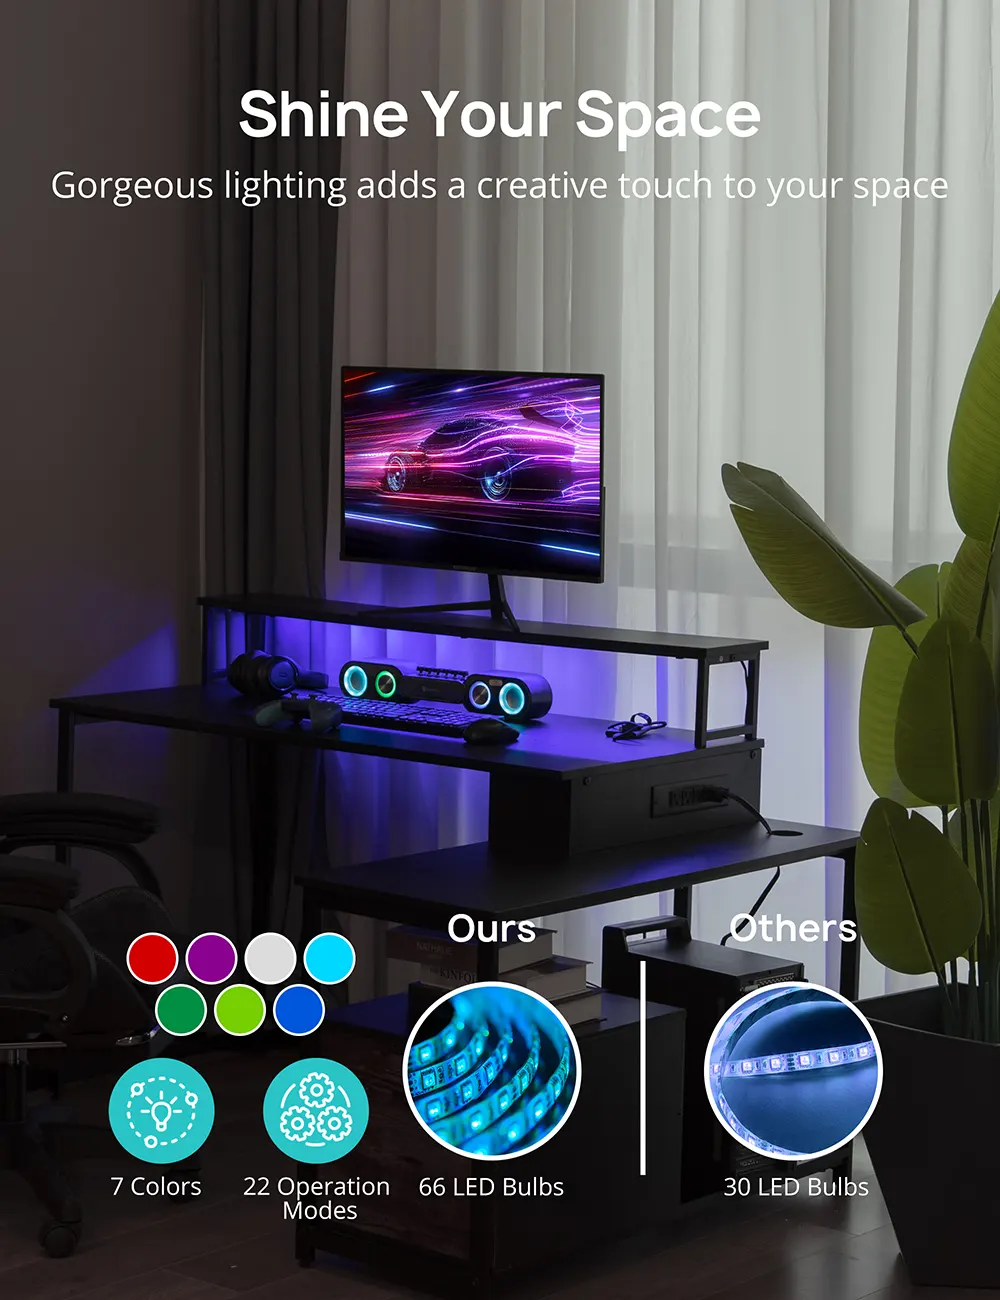 Shine Your Space
Gorgeous lighting adds a creative touch to your space
Ours
Others
7 Colors
22 Operation
Modes
66 LED Bulbs
30 LED Bulbs